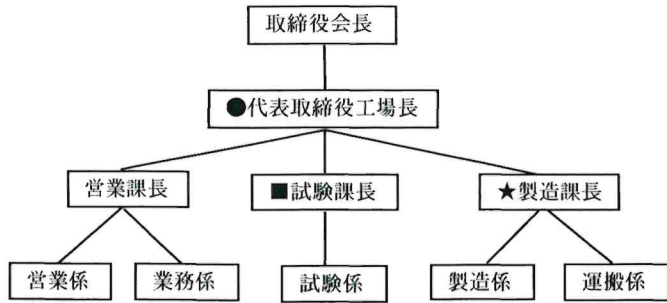 取締役会長
●代表取締役工場長
営業課長
■試験課長
★製造課長
営業係
業務係
試験係
製造係
運搬係